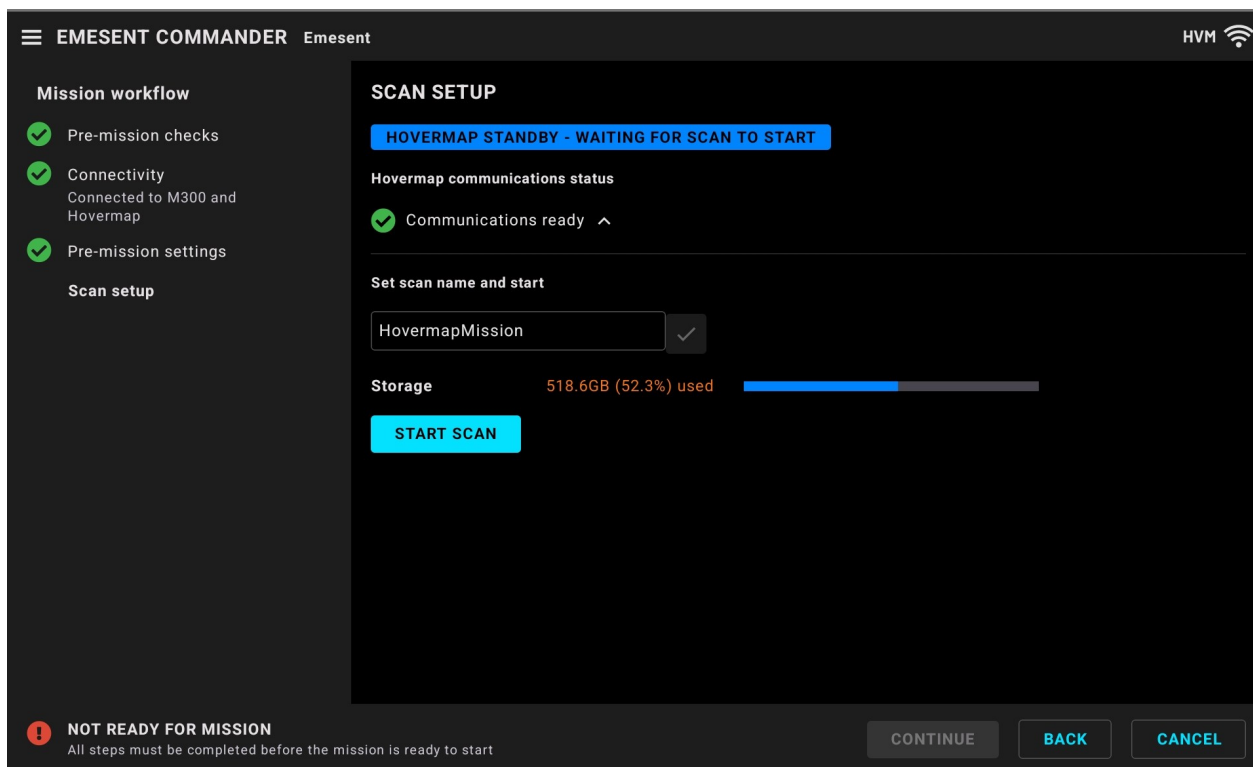 EMESENT COMMANDER Emesent
HVM
Mission workflow
Pre-mission checks
Connectivity
Connected to M300 and
Hovermap
Pre-mission settings
Scan setup
SCAN SETUP
HOVERMAP STANDBY - WAITING FOR SCAN TO START
Hovermap communications status
Communications ready
Set scan name and start
HovermapMission
Storage 518.6GB (52.3%) used
START SCAN
NOT READY FOR MISSION
All steps must be completed before the mission is ready to start
CONTINUE
BACK
CANCEL